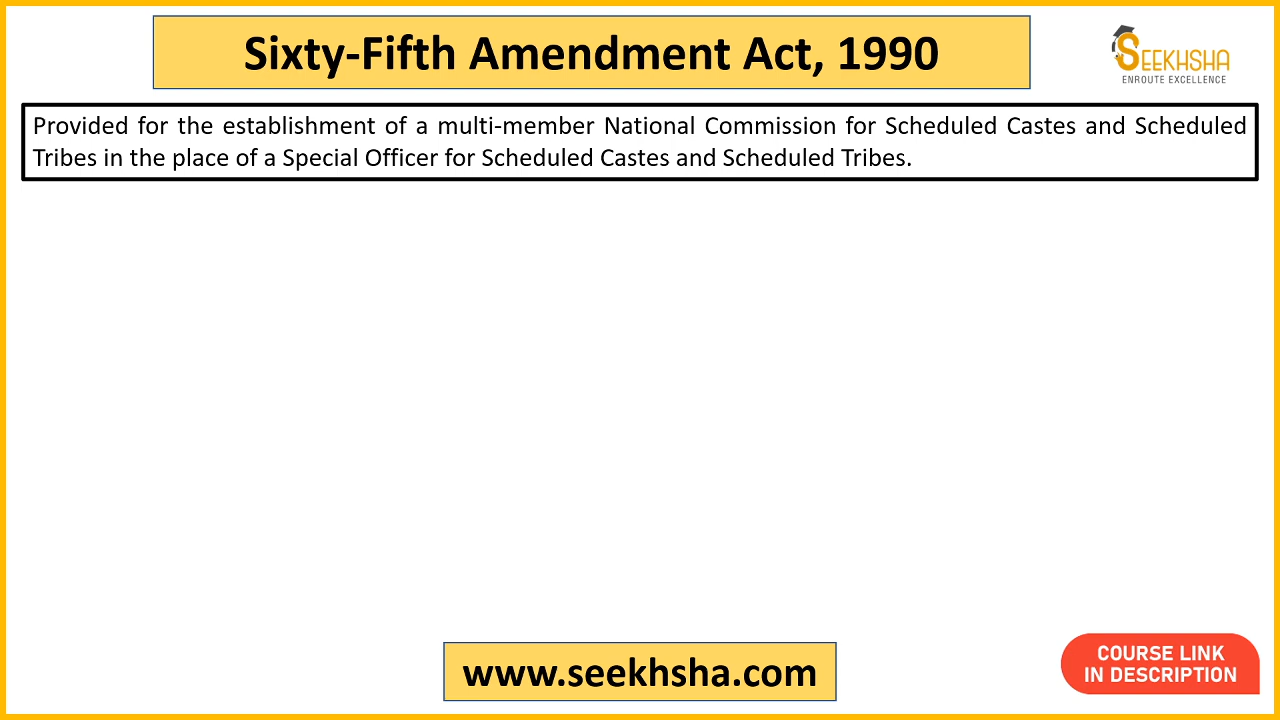 Sixty-Fifth Amendment Act, 1990
SEEKHSHA
ENROUTE EXCELLENCE
Provided for the establishment of a multi-member National Commission for Scheduled Castes and Scheduled
Tribes in the place of a Special Officer for Scheduled Castes and Scheduled Tribes.
www.seekhsha.com
COURSE LINK
IN DESCRIPTION